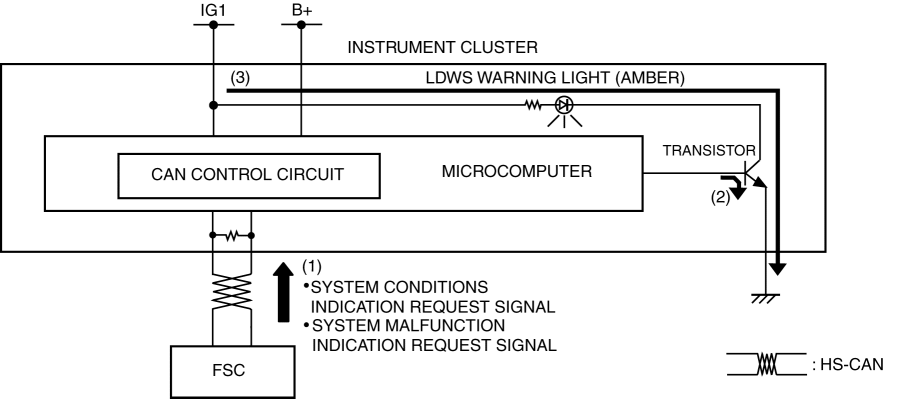 IG1
B+
INSTRUMENT CLUSTER
(3)
LDWS WARNING LIGHT (AMBER)
TRANSISTOR
CAN CONTROL CIRCUIT
MICROCOMPUTER
(2)
(1)
•SYSTEM CONDITIONS
INDICATION REQUEST SIGNAL
•SYSTEM MALFUNCTION
INDICATION REQUEST SIGNAL
FSC
: HS-CAN